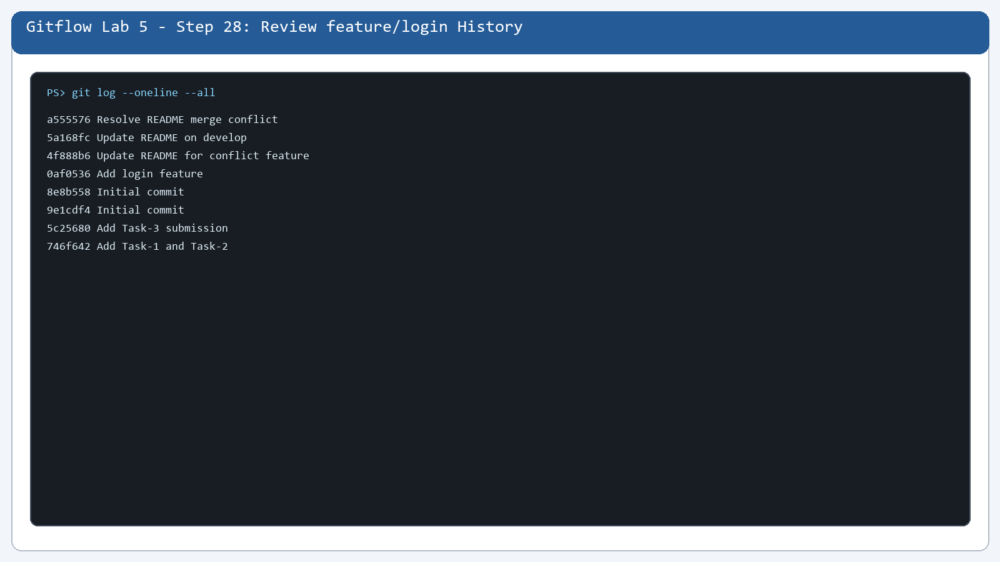 Gitflow Lab 5 - Step 28: Review feature/login History
PS> git log --oneline --all
a555576 Resolve README merge conflict
5a168fc Update README on develop
4f888b6 Update README for conflict feature
0af0536 Add login feature
8e8b558 Initial commit
9e1cdf4 Initial commit
5c25680 Add Task-3 submission
746f642 Add Task-1 and Task-2